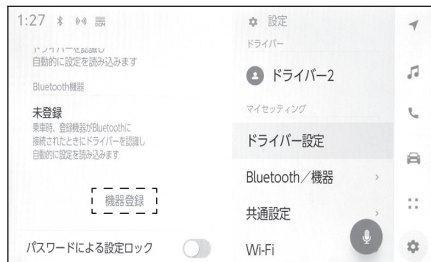 1:27
ドライバーを認識し
自動的に設定を読み込みます
Bluetooth機器
未登録
乗車時、登録機器がBluetoothに
接続されたときにドライバーを認識し
自動的に設定を読み込みます
機器登録
パスワードによる設定ロック
設定
ドライバー
ドライバー2
マイセッティング
ドライバー設定
Bluetooth／機器
共通設定
Wi-Fi